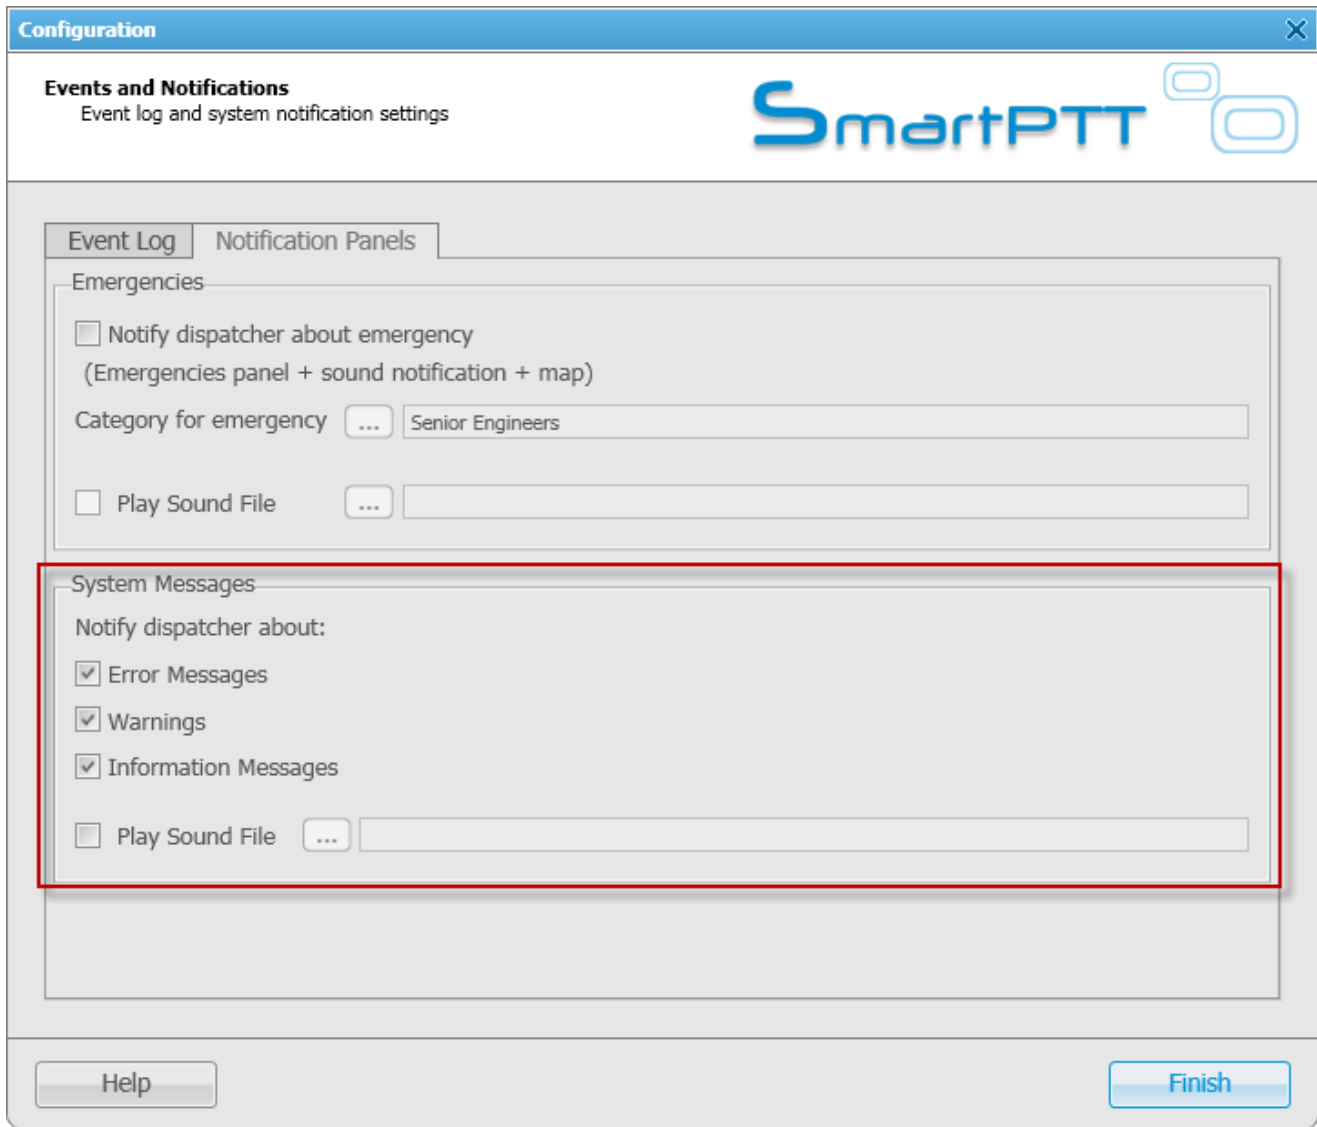 Configuration
Events and Notifications
Event log and system notification settings
SmartPTT
Event Log
Notification Panels
Emergencies
Notify dispatcher about emergency
(Emergencies panel + sound notification + map)
Category for emergency ... Senior Engineers
Play Sound File ...
System Messages
Notify dispatcher about:
Error Messages
Warnings
Information Messages
Play Sound File ...
Help
Finish